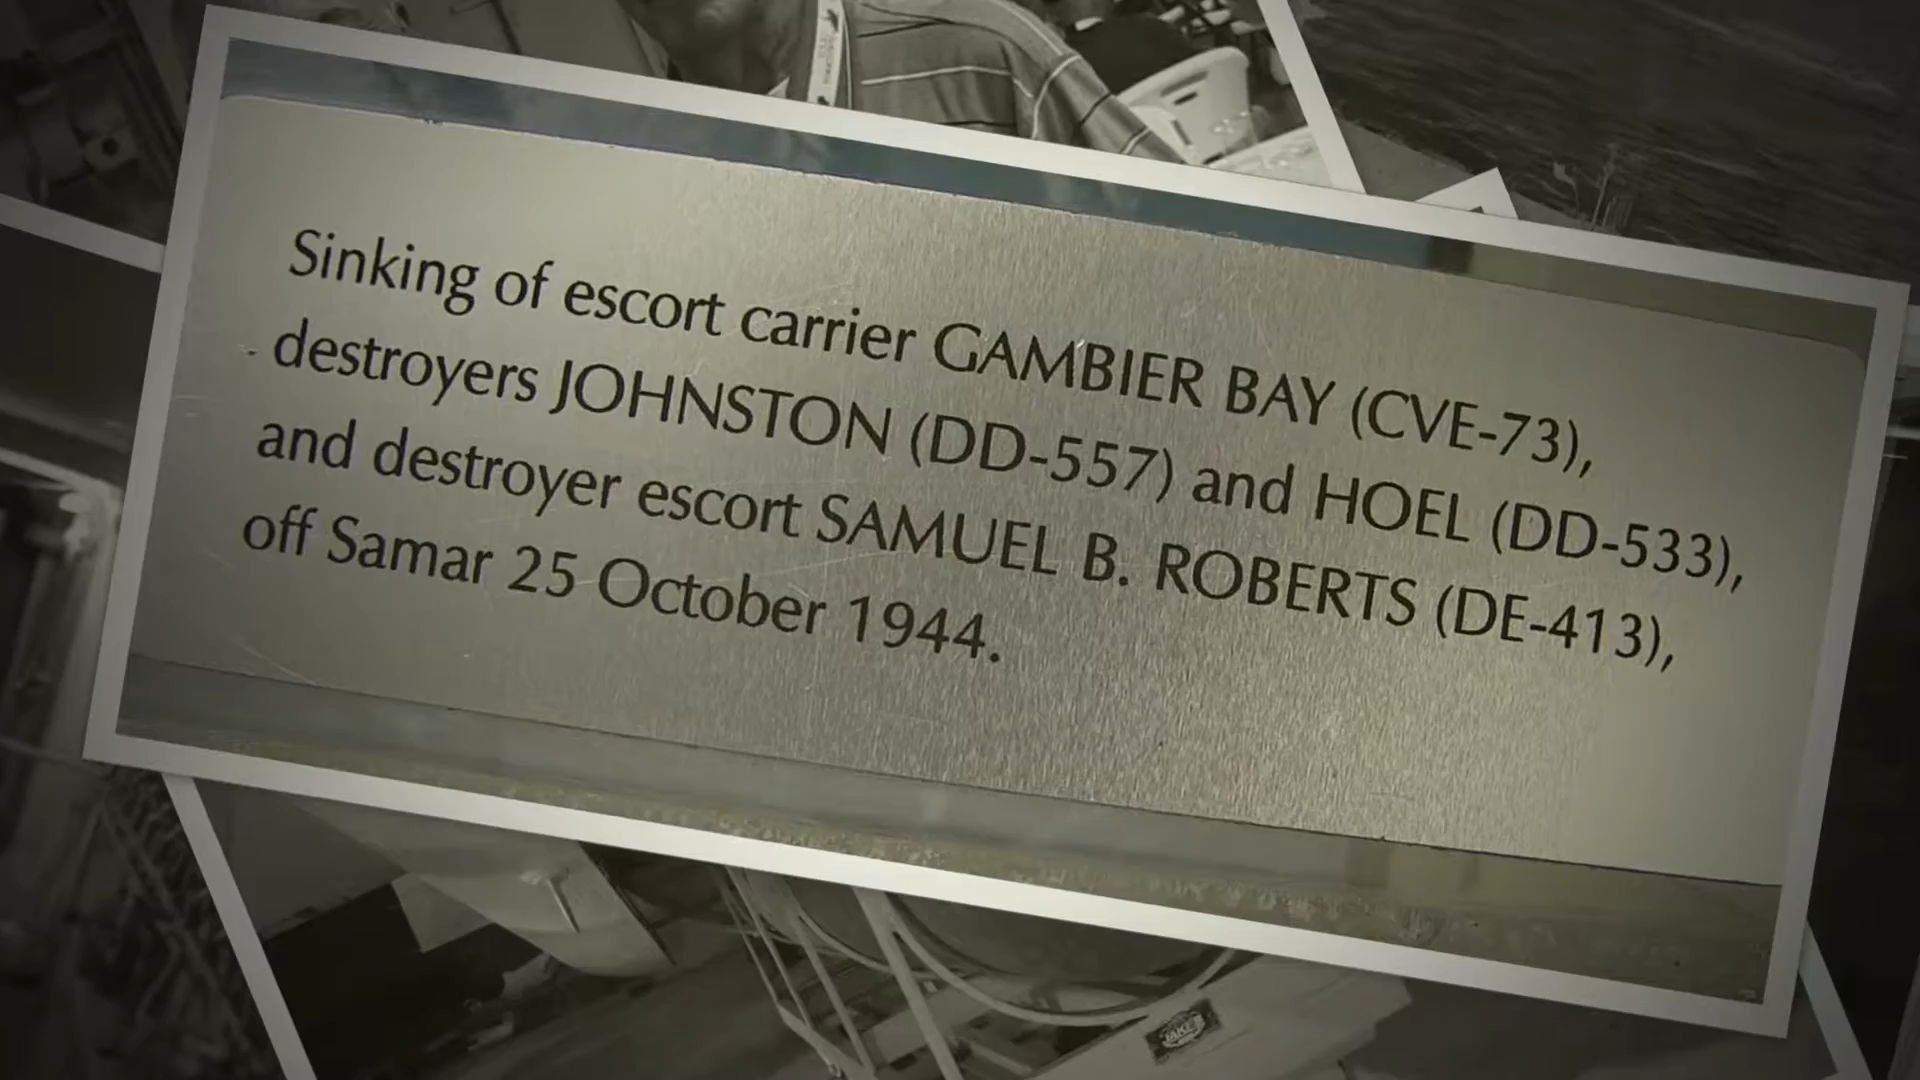 Sinking of escort carrier GAMBIER BAY (CVE-73),
destroyers JOHNSTON (DD-557) and HOEL (DD-533),
and destroyer escort SAMUEL B. ROBERTS (DE-413),
off Samar 25 October 1944.